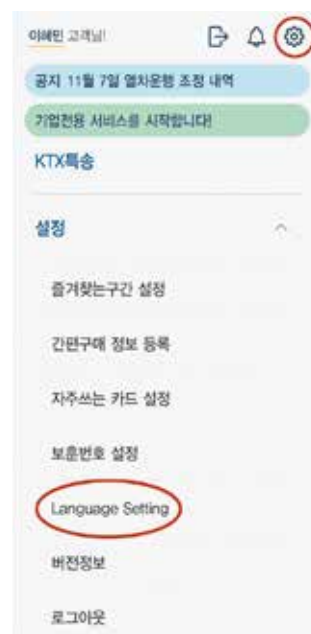 이혜민 고객님!
공지 11월 7일 열차운행 조정 내역
기업전용 서비스를 시작합니다!
KTX특송
설정
즐겨찾는구간 설정
간편구매 정보 등록
자주쓰는 카드 설정
보훈번호 설정
Language Setting
버전정보
로그아웃